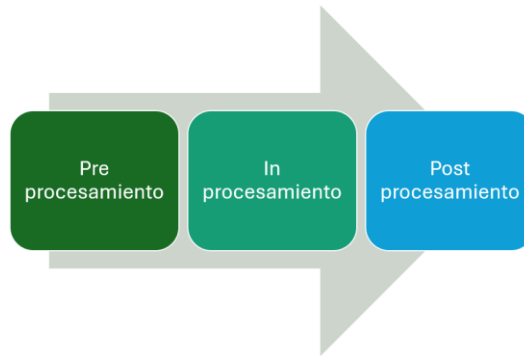 Pre
procesamiento
In
procesamiento
Post
procesamiento